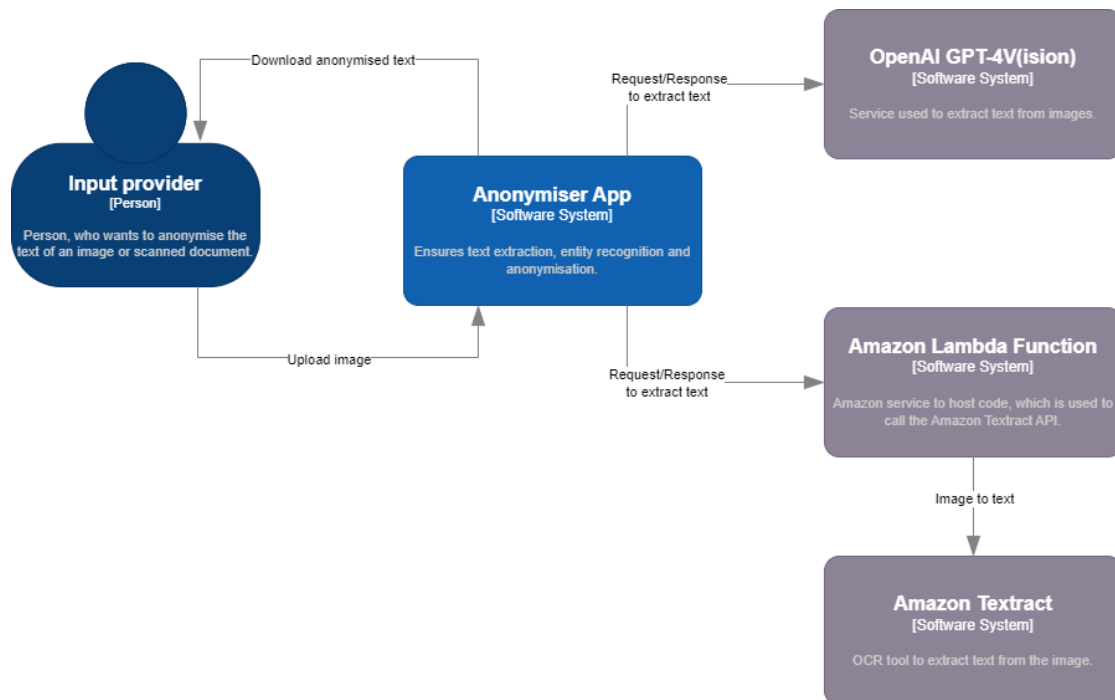 Download anonymised text
Input provider
[Person]
Person, who wants to anonymise the
text of an image or scanned document.
Upload image
Anonymiser App
[Software System]
Ensures text extraction, entity recognition and
anonymisation.
Request/Response
to extract text
OpenAI GPT-4V(ision)
[Software System]
Service used to extract text from images.
Request/Response
to extract text
Amazon Lambda Function
[Software System]
Amazon service to host code, which is used to
call the Amazon Textract API.
Image to text
Amazon Textract
[Software System]
OCR tool to extract text from the image.